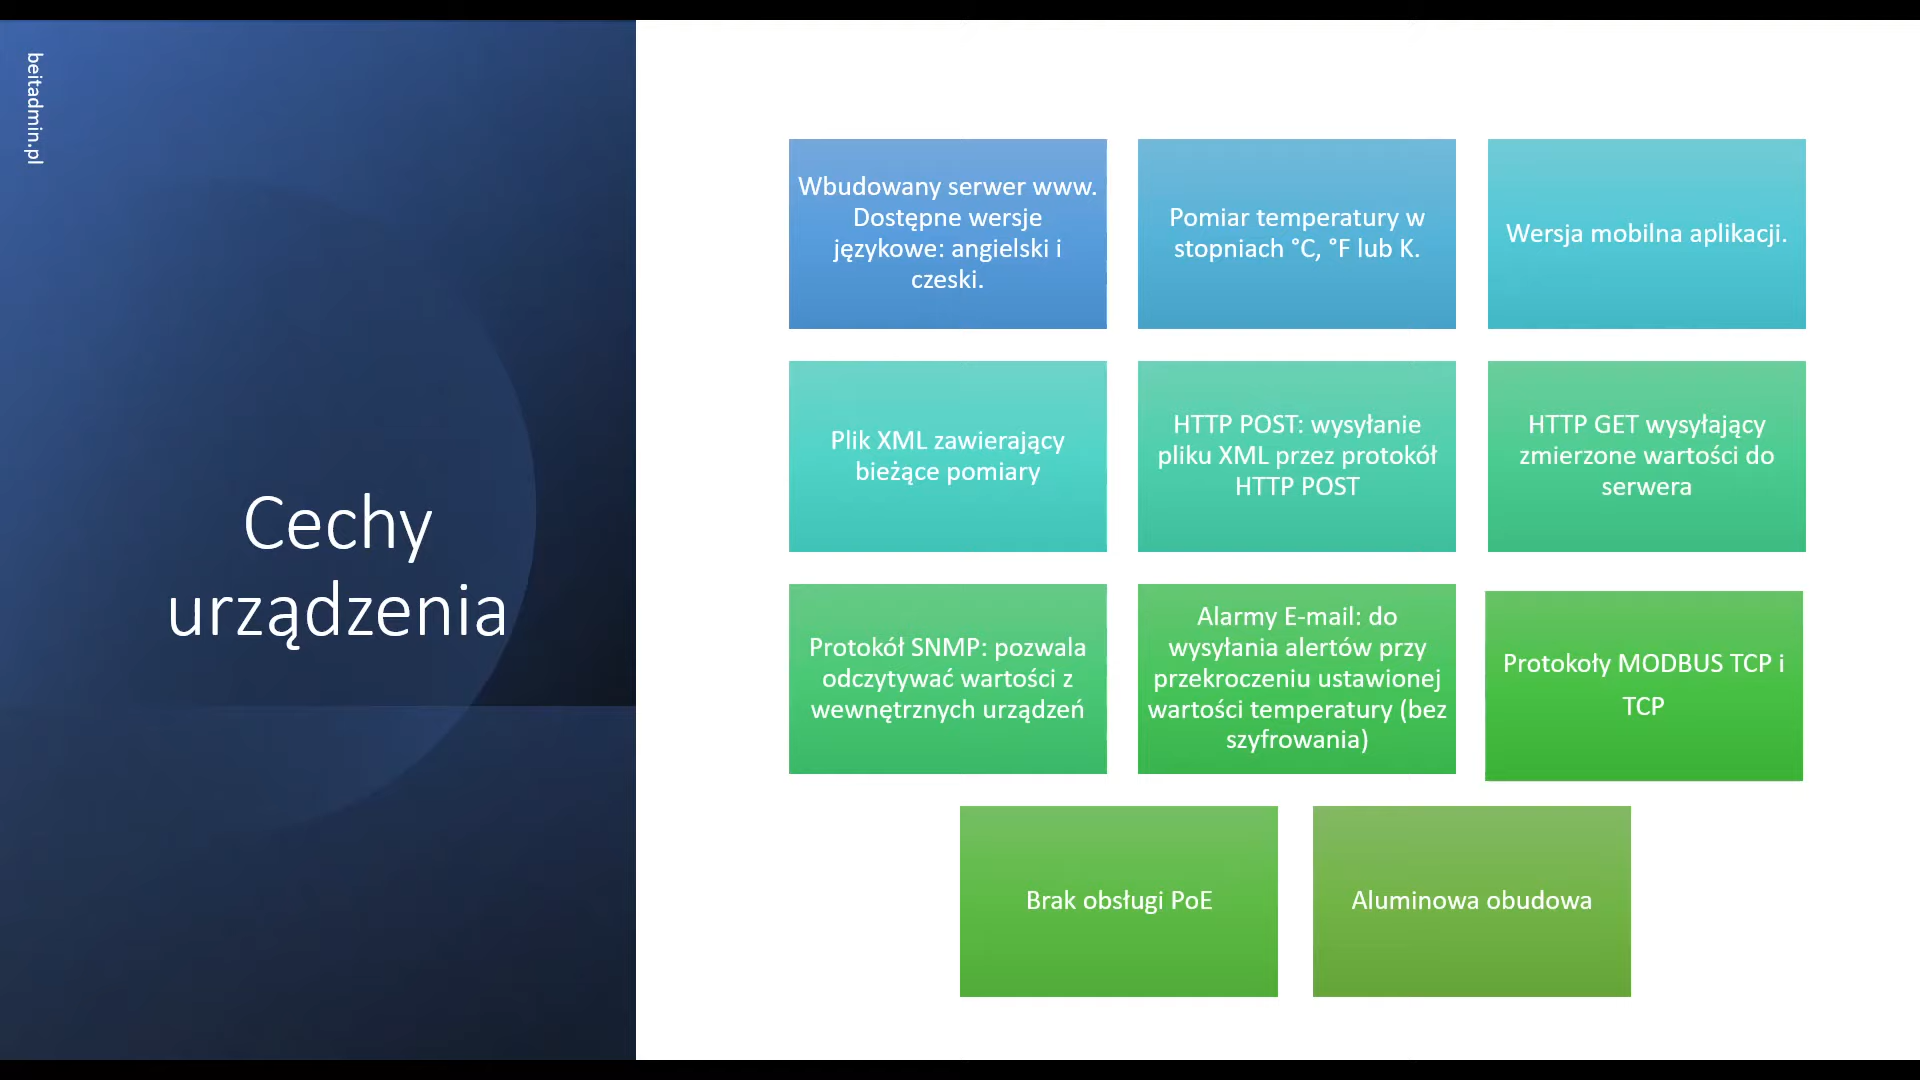 beitadmin.pl
Cechy
urządzenia
Wbudowany serwer www.
Dostępne wersje
językowe: angielski i
czeski.
Pomiar temperatury w
stopniach °C, °F lub K.
Wersja mobilna aplikacji.
Plik XML zawierający
bieżące pomiary
HTTP POST: wysyłanie
pliku XML przez protokół
HTTP POST
HTTP GET wysyłający
zmierzone wartości do
serwera
Protokół SNMP: pozwala
odczytywać wartości z
wewnętrznych urządzeń
Alarmy E-mail: do
wysyłania alertów przy
przekroczeniu ustawionej
wartości temperatury (bez
szyfrowania)
Protokoły MODBUS TCP i
TCP
Brak obsługi PoE
Aluminowa obudowa